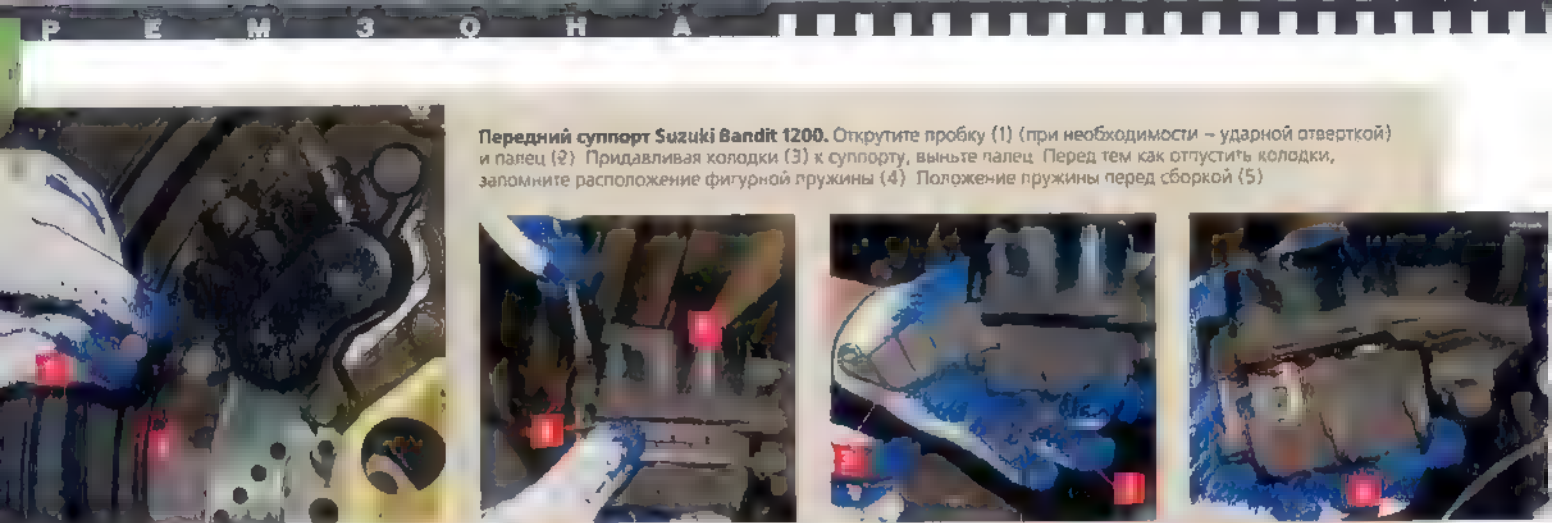 РЕМЗОНА
Передний суппорт Suzuki Bandit 1200. Открутите пробку (1) (при необходимости – ударной отверткой)
и палец (2) Придавливая колодки (3) к суппорту, выньте палец Перед тем как отпустить колодки,
запомните расположение фигурной пружины (4) Положение пружины перед сборкой (5)